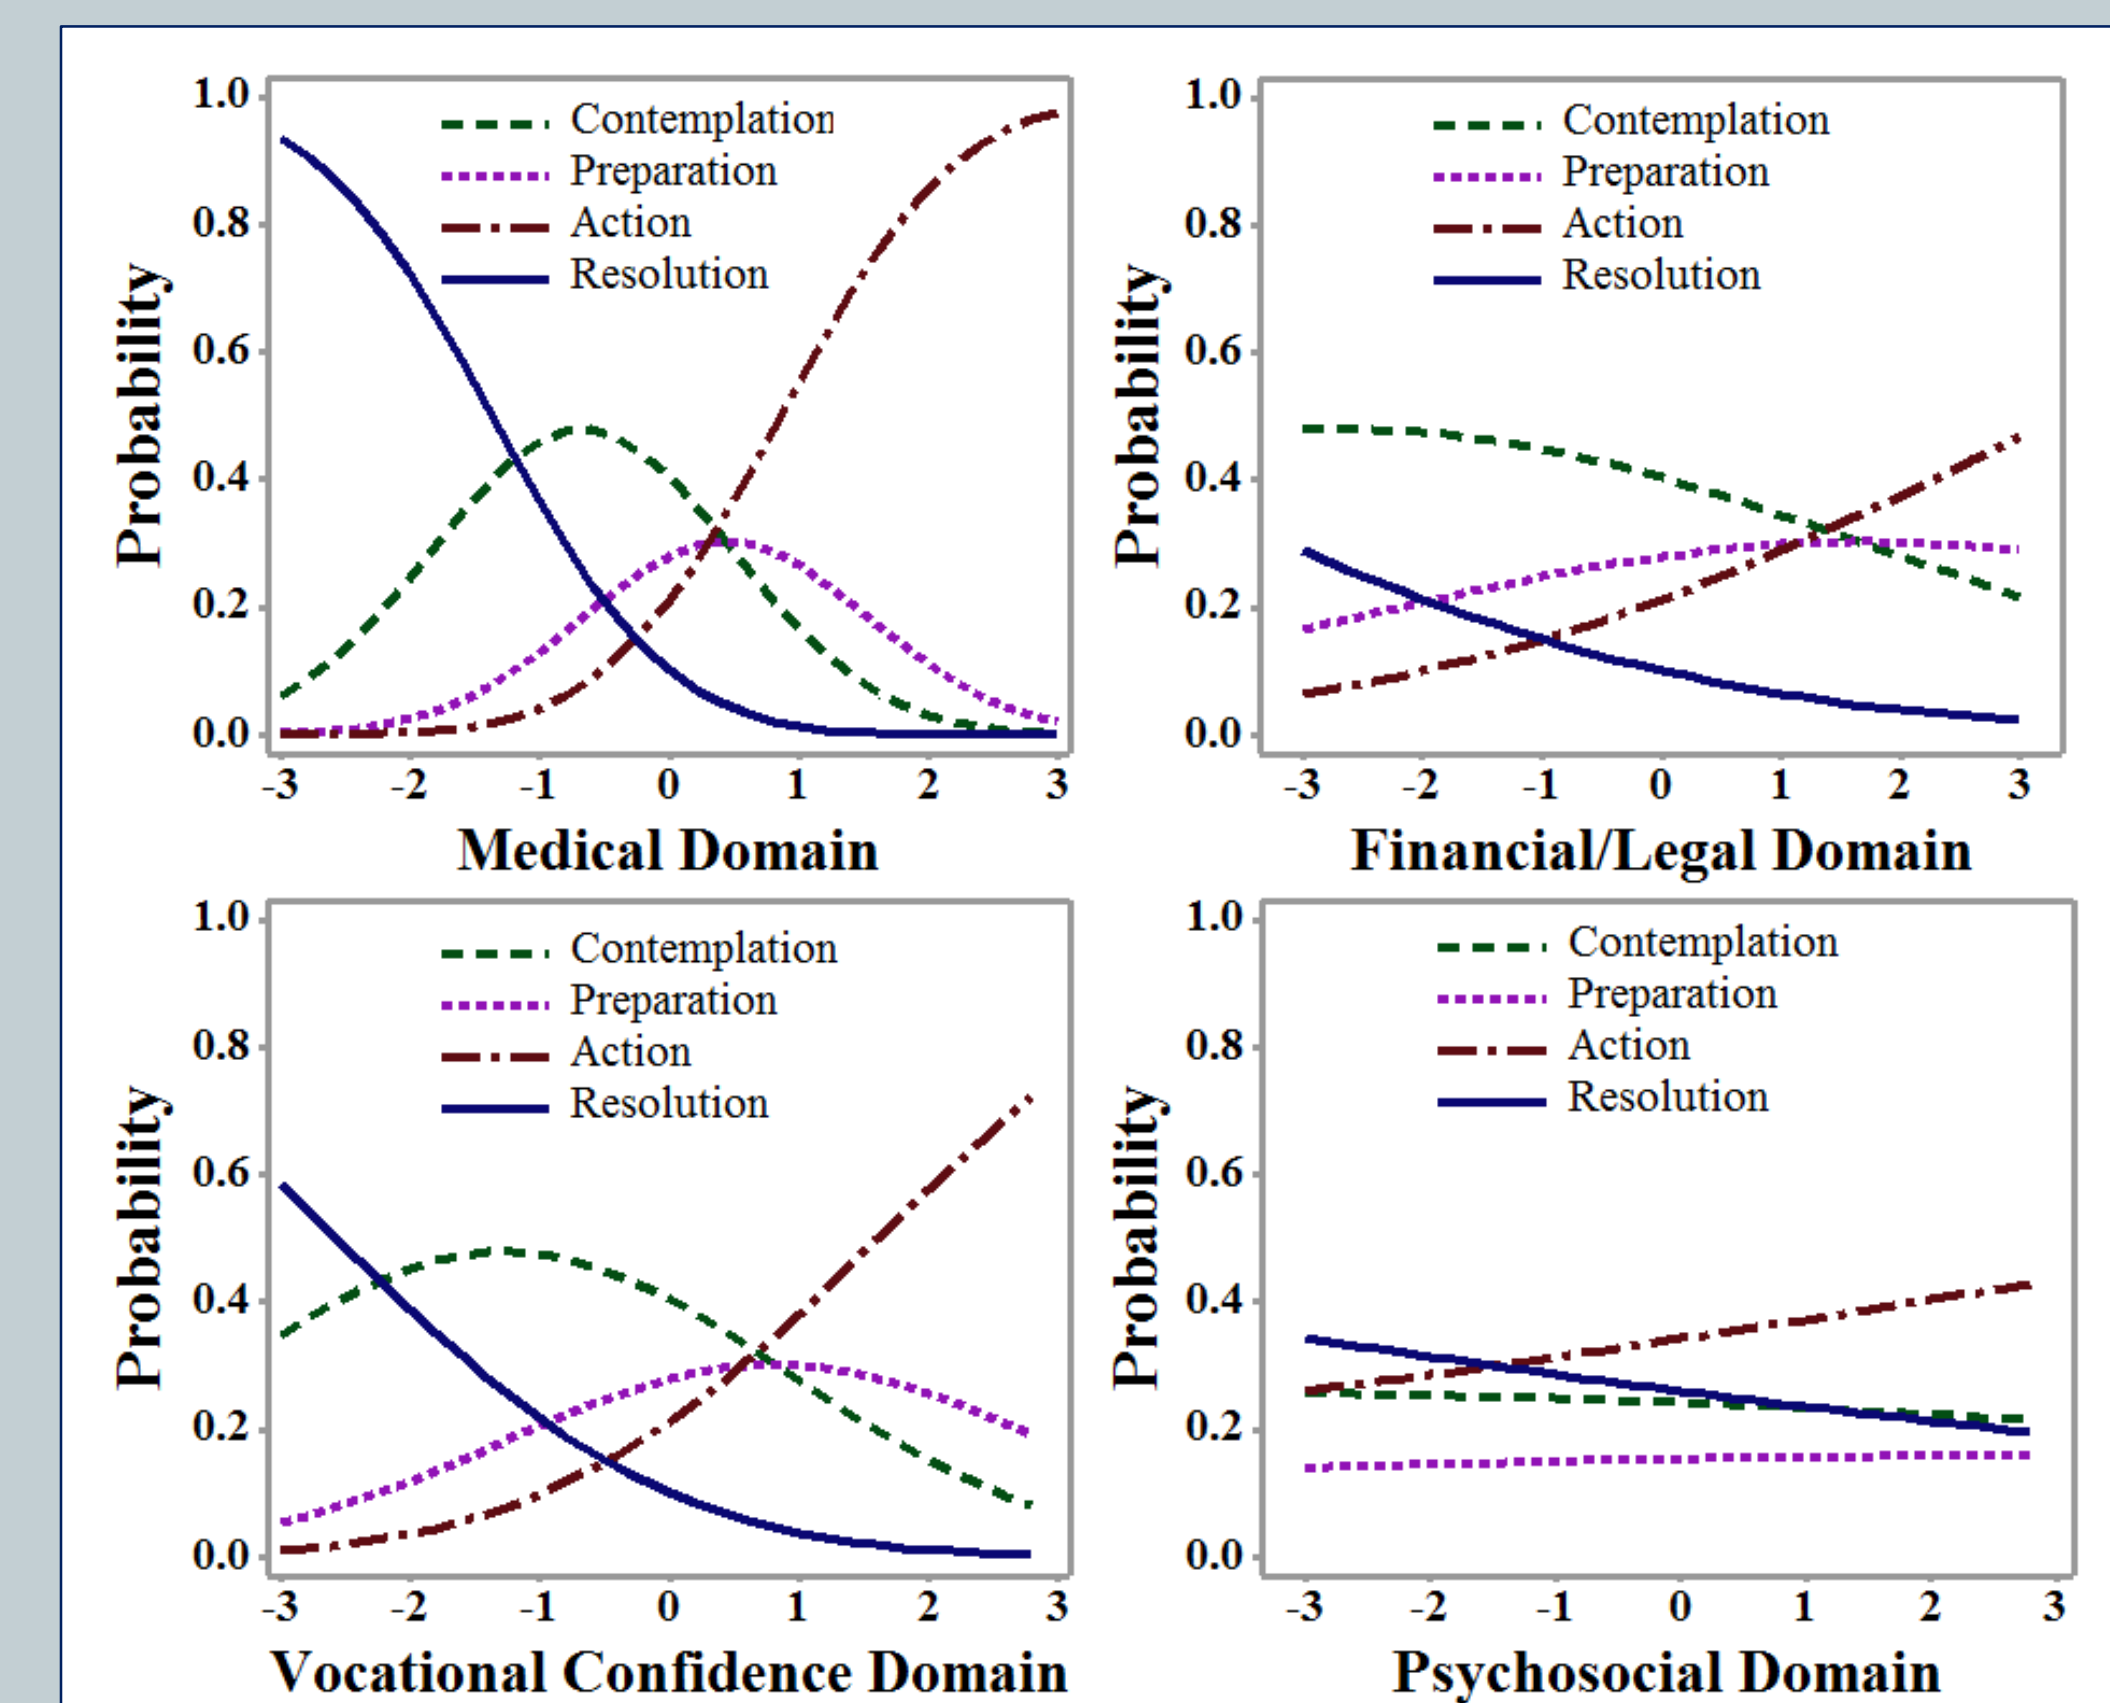 1.0
0.8
0.6
0.4
0.2
0.0
Probability
Contemplation
Preparation
Action
Resolution
-3 -2 -1 0 1 2 3
Medical Domain
1.0
0.8
0.6
0.4
0.2
0.0
Probability
Contemplation
Preparation
Action
Resolution
-3 -2 -1 0 1 2 3
Financial/Legal Domain
1.0
0.8
0.6
0.4
0.2
0.0
Probability
Contemplation
Preparation
Action
Resolution
-3 -2 -1 0 1 2 3
Vocational Confidence Domain
1.0
0.8
0.6
0.4
0.2
0.0
Probability
Contemplation
Preparation
Action
Resolution
-3 -2 -1 0 1 2 3
Psychosocial Domain